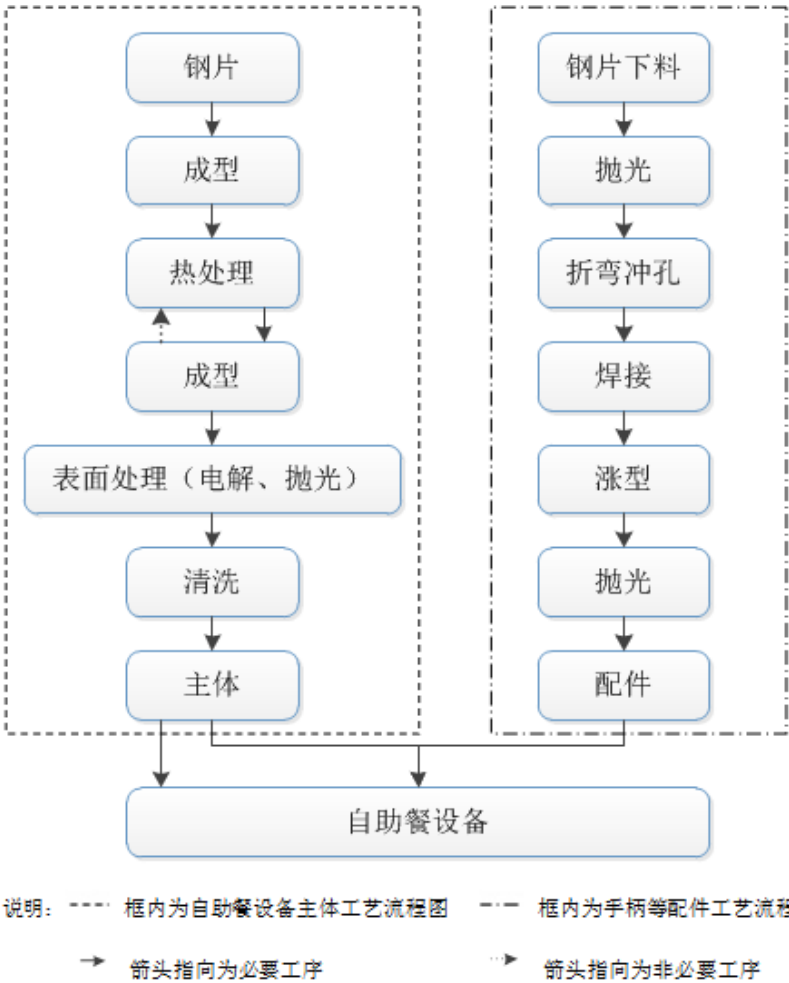 钢片
成型
热处理
成型
表面处理（电解、抛光）
清洗
主体
钢片下料
抛光
折弯冲孔
焊接
涨型
抛光
配件
自助餐设备
说明：
框内为自助餐设备主体工艺流程图
框内为手柄等配件工艺流程
箭头指向为必要工序
箭头指向为非必要工序